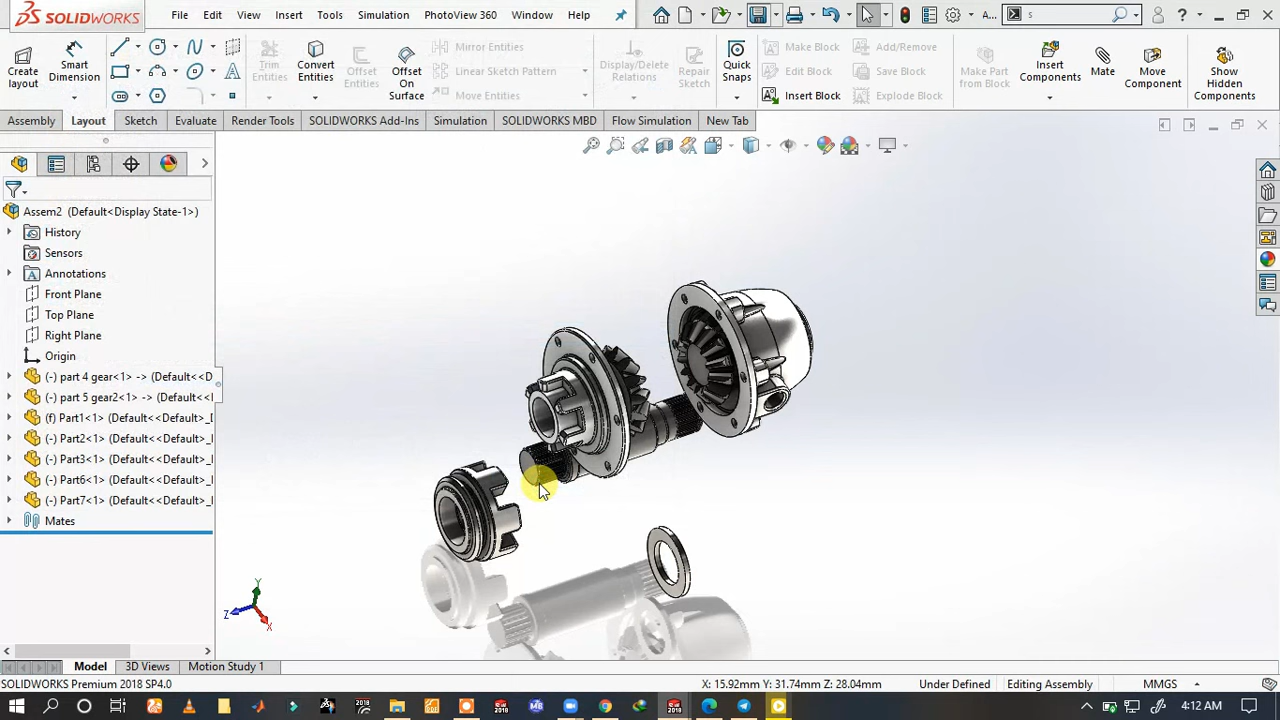 SOLIDWORKS
File Edit View Insert Tools Simulation PhotoView 360 Window Help
A... s
Create layout
Smart Dimension
Trim Entities
Convert Entities
Offset Entities
Offset On Surface
Mirror Entities
Linear Sketch Pattern
Move Entities
Display/Delete Relations
Repair Sketch
Quick Snaps
Make Block
Edit Block
Insert Block
Add/Remove
Save Block
Explode Block
Make Part from Block
Insert Components
Mate
Move Component
Show Hidden Components
Assembly Layout Sketch Evaluate Render Tools SOLIDWORKS Add-Ins Simulation SOLIDWORKS MBD Flow Simulation New Tab
Assem2 (Default<Display State-1>)
History
Sensors
Annotations
Front Plane
Top Plane
Right Plane
Origin
(-) part 4 gear<1> -> (Default<<D
(-) part 5 gear2<1> -> (Default<<
(f) Part1<1> (Default<<Default>_
(-) Part2<1> (Default<<Default>_
(-) Part3<1> (Default<<Default>_
(-) Part6<1> (Default<<Default>_
(-) Part7<1> (Default<<Default>_
Mates
Y
Z
X
Model 3D Views Motion Study 1
SOLIDWORKS Premium 2018 SP4.0 X: 15.92mm Y: 31.74mm Z: 28.04mm Under Defined Editing Assembly MMGS
4:12 AM